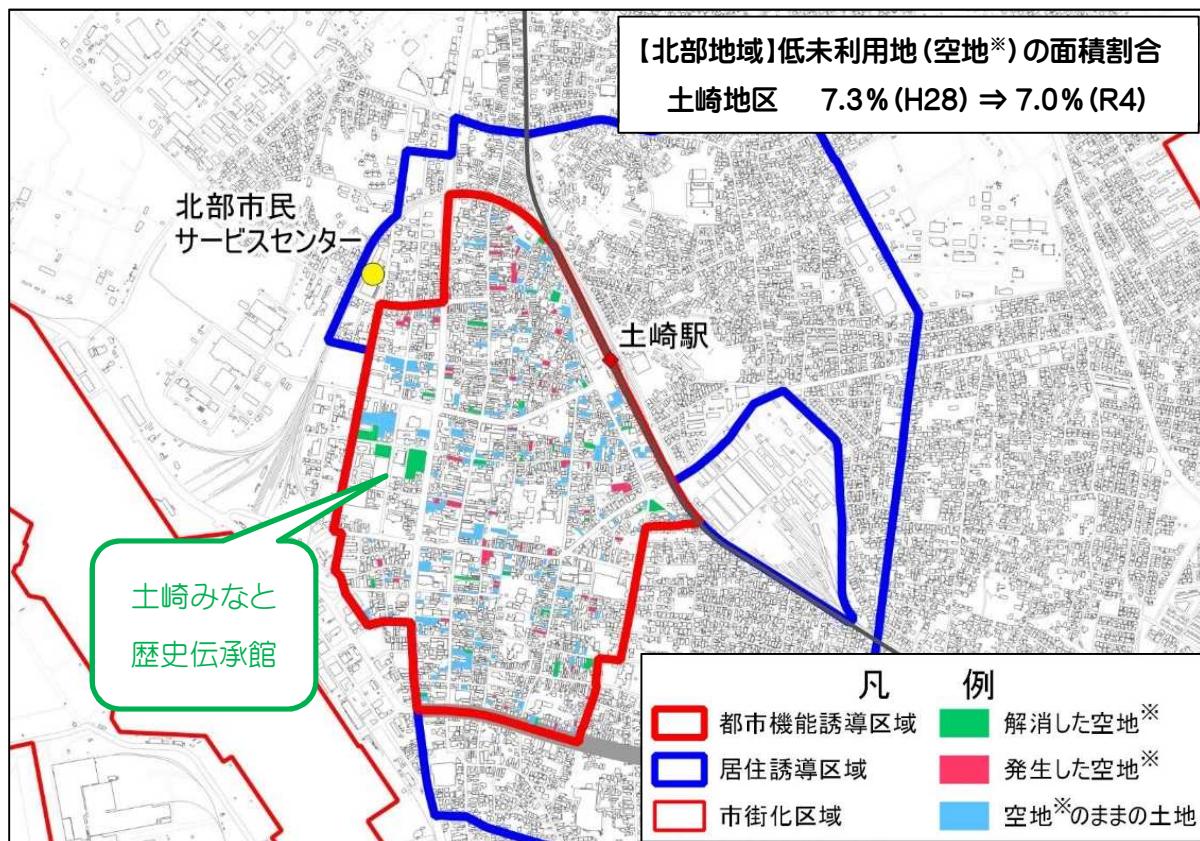 【北部地域】低未利用地(空地※)の面積割合
土崎地区 7.3%(H28) ⇒ 7.0%(R4)
北部市民
サービスセンター
土崎駅
土崎みなと
歴史伝承館
凡 例
都市機能誘導区域
解消した空地※
居住誘導区域
発生した空地※
市街化区域
空地※のままの土地